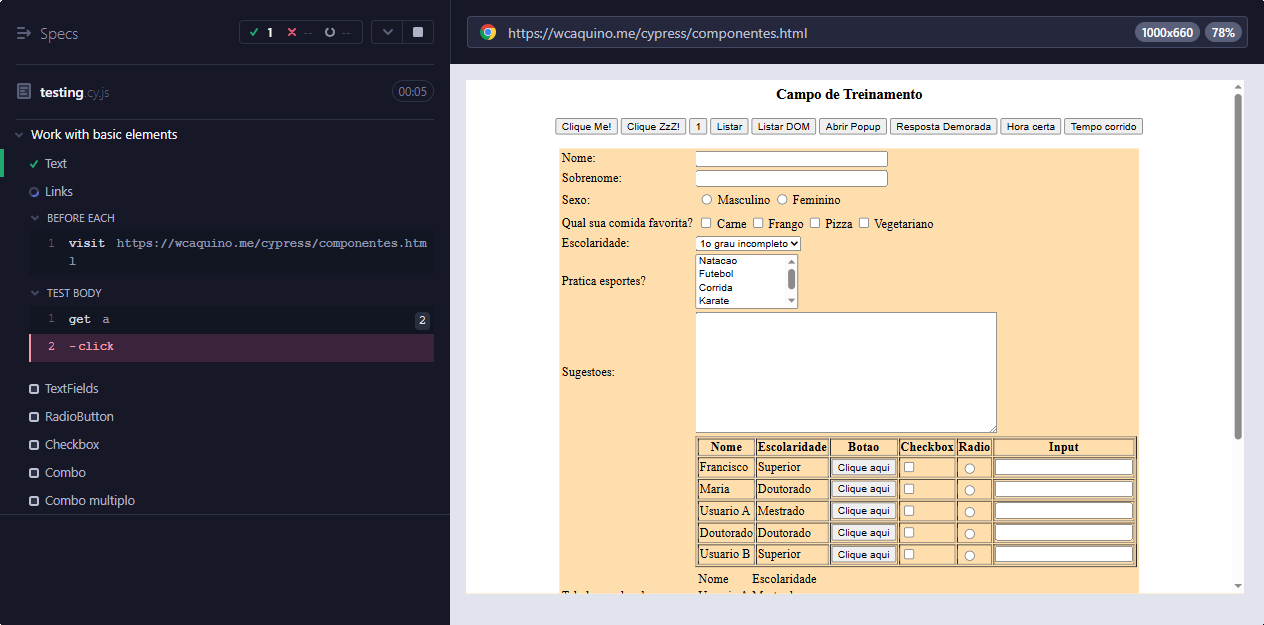 Specs
1 -- --
testing.cy.js 00:05
Work with basic elements
Text
Links
BEFORE EACH
1 visit https://wcaquino.me/cypress/componentes.htm
l
TEST BODY
1 get a 2
2 -click
TextFields
RadioButton
Checkbox
Combo
Combo multiplo
https://wcaquino.me/cypress/componentes.html 1000x660 78%
Campo de Treinamento
Clique Me! Clique ZzZ! 1 Listar Listar DOM Abrir Popup Resposta Demorada Hora certa Tempo corrido
Nome:
Sobrenome:
Sexo: Masculino Feminino
Qual sua comida favorita? Carne Frango Pizza Vegetariano
Escolaridade: 1o grau incompleto
Pratica esportes?
Natacao
Futebol
Corrida
Karate
Sugestoes:
Nome Escolaridade Botao Checkbox Radio Input
Francisco Superior Clique aqui
Maria Doutorado Clique aqui
Usuario A Mestrado Clique aqui
Doutorado Doutorado Clique aqui
Usuario B Superior Clique aqui
Nome Escolaridade
Usuario A Mestrado